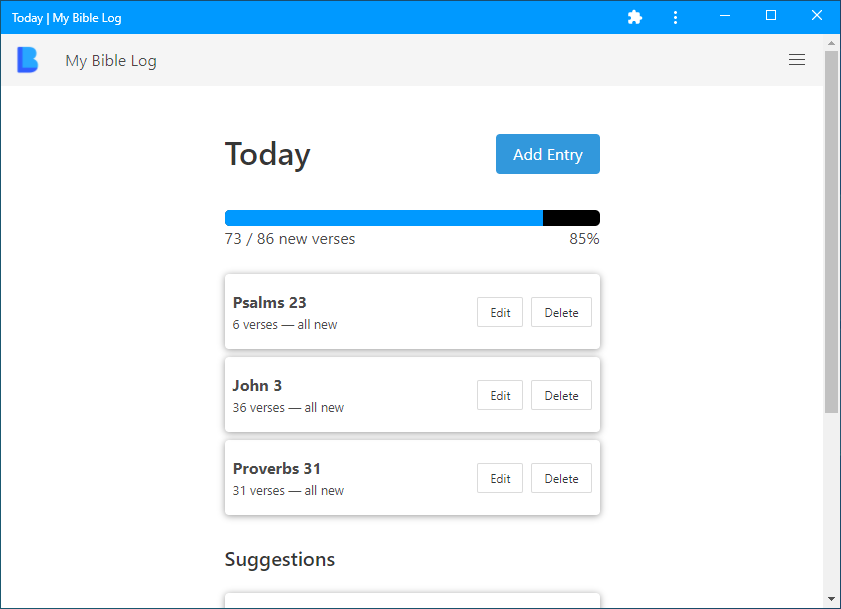 Today | My Bible Log
My Bible Log
Today
Add Entry
73 / 86 new verses
85%
Psalms 23
6 verses — all new
Edit
Delete
John 3
36 verses — all new
Edit
Delete
Proverbs 31
31 verses — all new
Edit
Delete
Suggestions